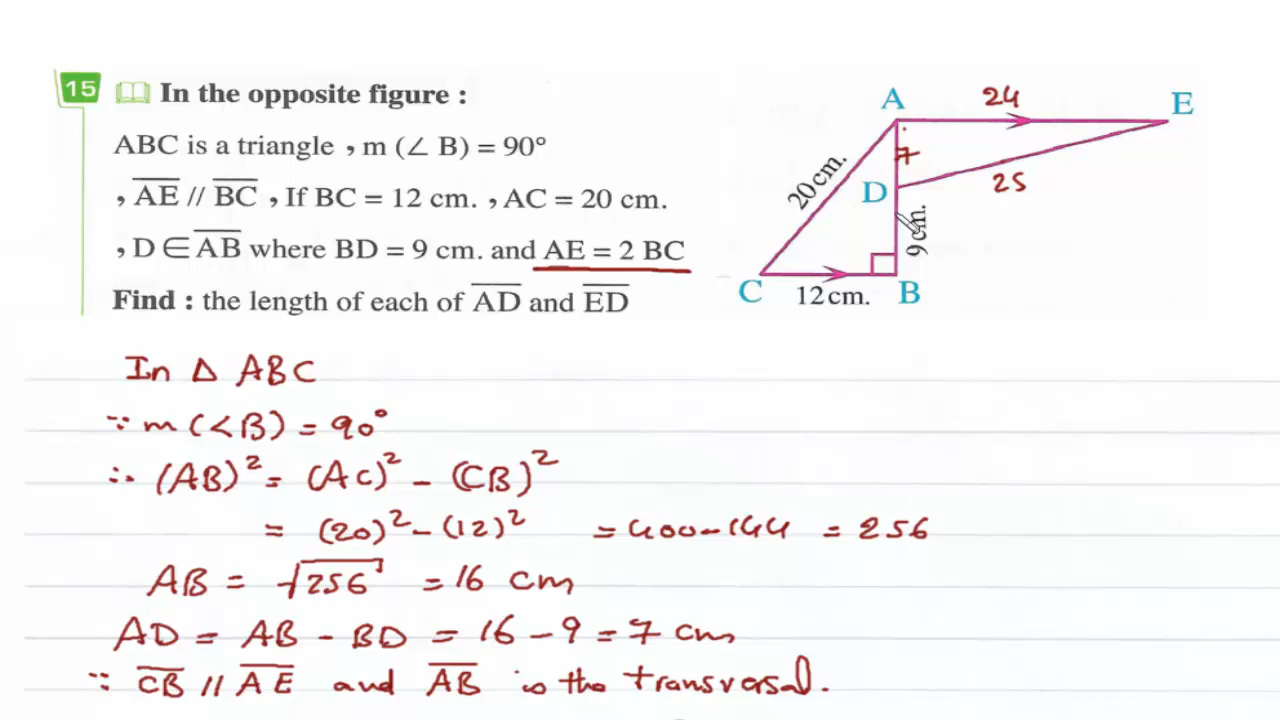 15 In the opposite figure :
ABC is a triangle , m (∠ B) = 90°
, AE // BC , If BC = 12 cm. , AC = 20 cm.
, D ∈ AB where BD = 9 cm. and AE = 2 BC
Find : the length of each of AD and ED
A
24
E
20 cm.
7
D
25
9 cm.
C
12 cm.
B
In Δ ABC
∵ m (< B) = 90°
∴ (AB)² = (AC)² - (CB)²
= (20)² - (12)² = 400 - 144 = 256
AB = √256 = 16 cm
AD = AB - BD = 16 - 9 = 7 cm
∵ CB // AE and AB is the transversal.